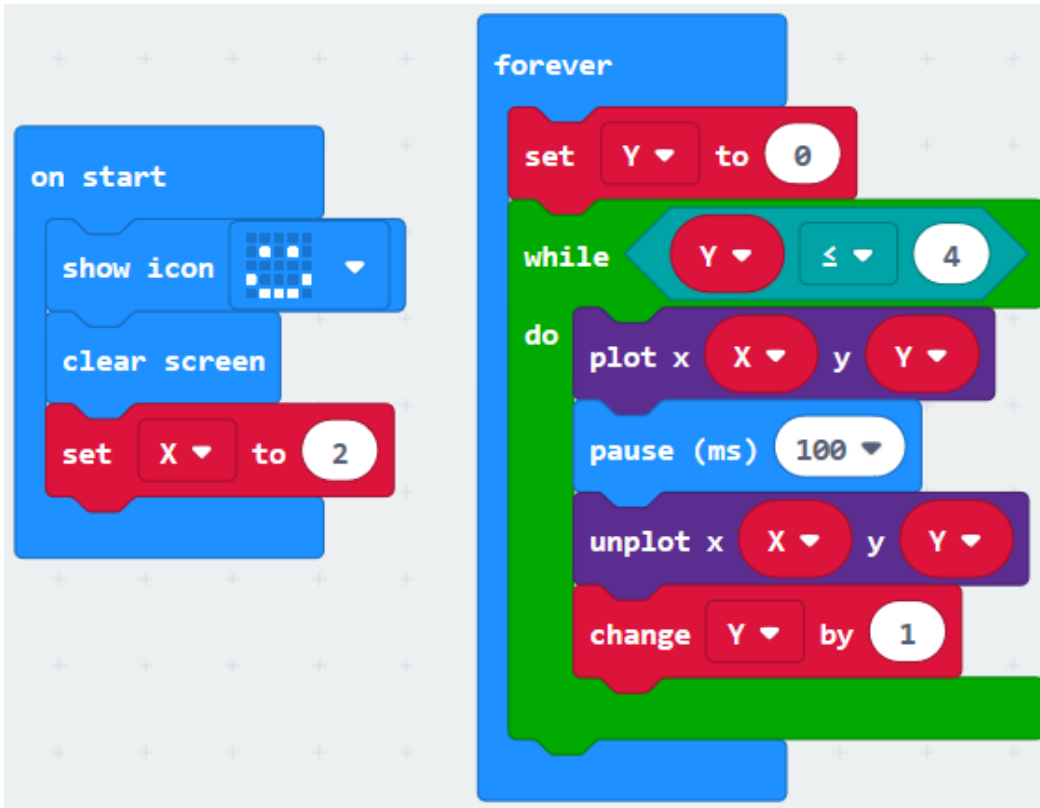 on start
show icon
clear screen
set X to 2
forever
set Y to 0
while Y ≤ 4
do
plot x X y Y
pause (ms) 100
unplot x X y Y
change Y by 1